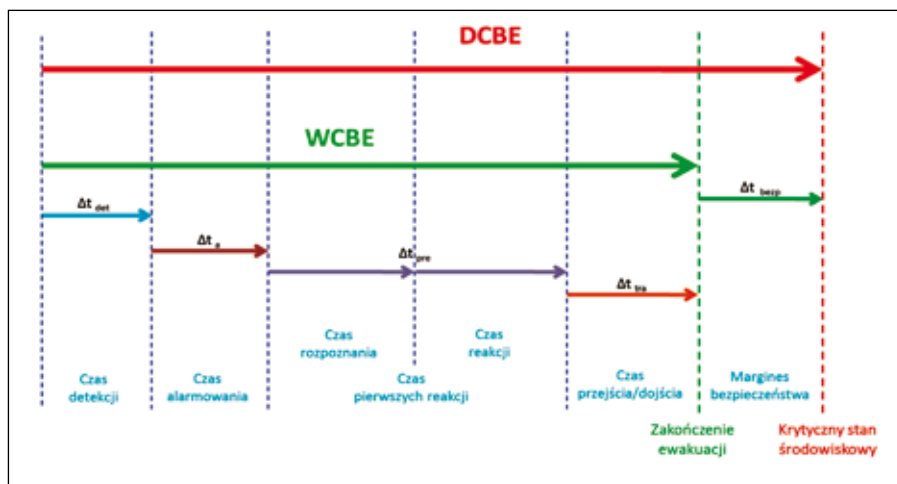 DCBE
WCBE
Δt det
Δt bezp
Δt a
Δt pre
Δt tra
Czas
rozpoznania
Czas
reakcji
Czas
detekcji
Czas
alarmowania
Czas
pierwszych reakcji
Czas
przejścia/dojścia
Margines
bezpieczeństwa
Zakończenie
ewakuacji
Krytyczny stan
środowiskowy